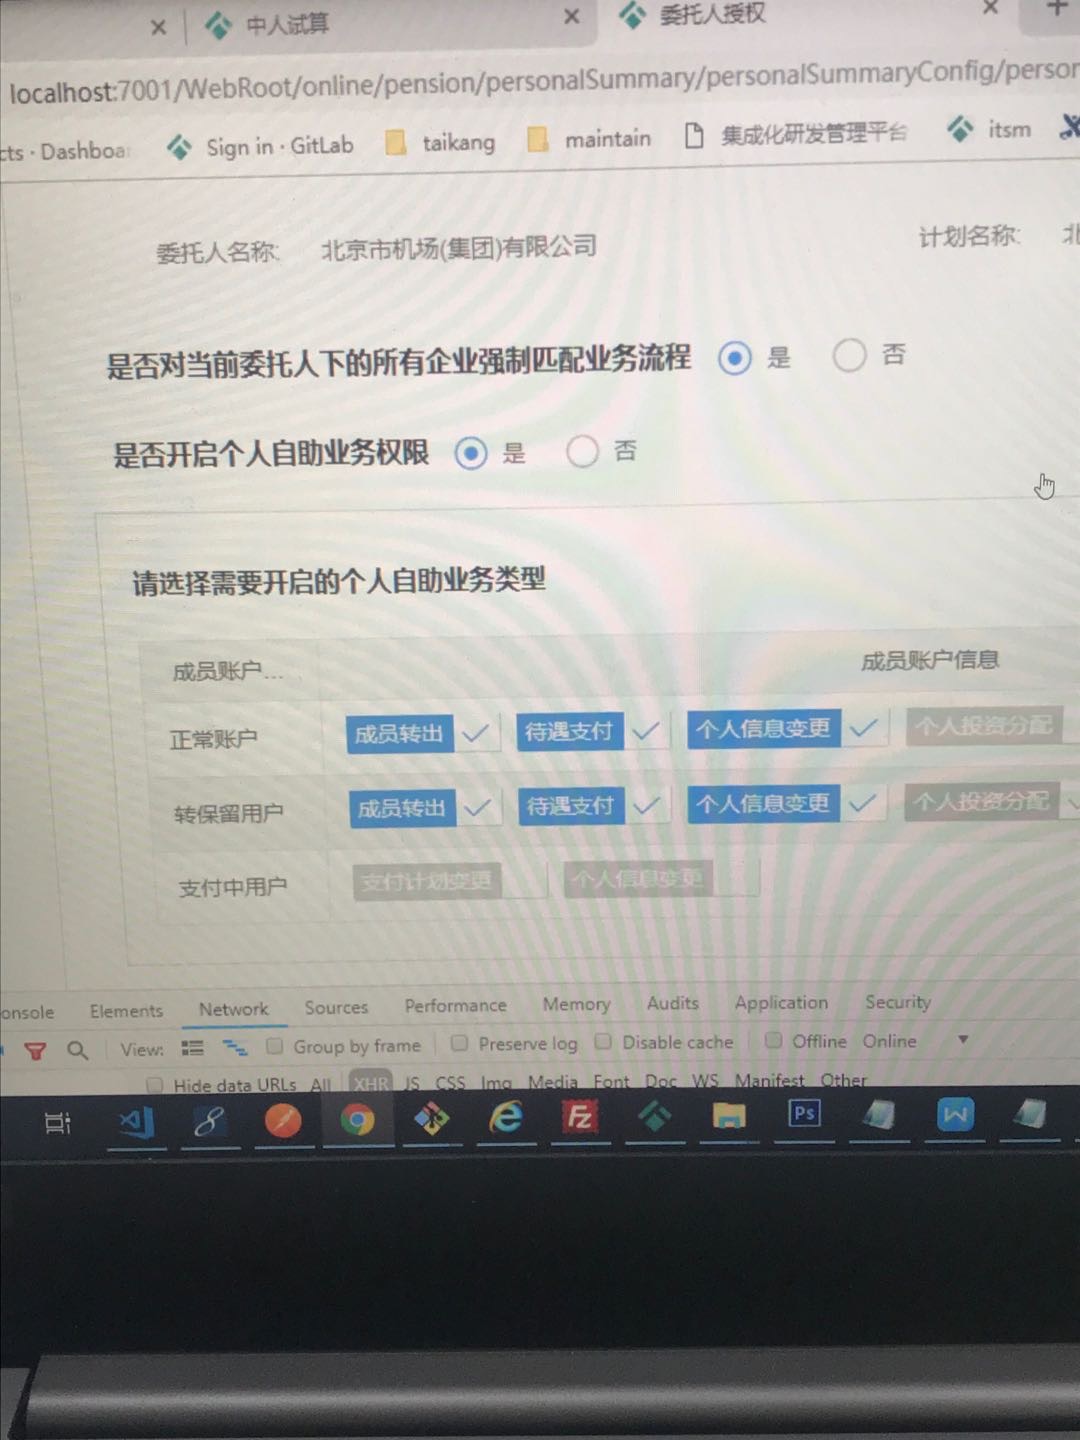 中人试算
委托人授权
localhost:7001/WebRoot/online/pension/personalSummary/personalSummaryConfig/person
cts · Dashboar
Sign in · GitLab
taikang
maintain
集成化研发管理平台
itsm
委托人名称: 北京市机场(集团)有限公司
计划名称: 北
是否对当前委托人下的所有企业强制匹配业务流程 是 否
是否开启个人自助业务权限 是 否
请选择需要开启的个人自助业务类型
成员账户... 成员账户信息
正常账户 成员转出 待遇支付 个人信息变更 个人投资分配
转保留用户 成员转出 待遇支付 个人信息变更 个人投资分配
支付中用户 支付计划变更 个人信息变更
onsole Elements Network Sources Performance Memory Audits Application Security
View: Group by frame Preserve log Disable cache Offline Online
Hide data URLs All XHR JS CSS Img Media Font Doc WS Manifest Other
Fz
Ps